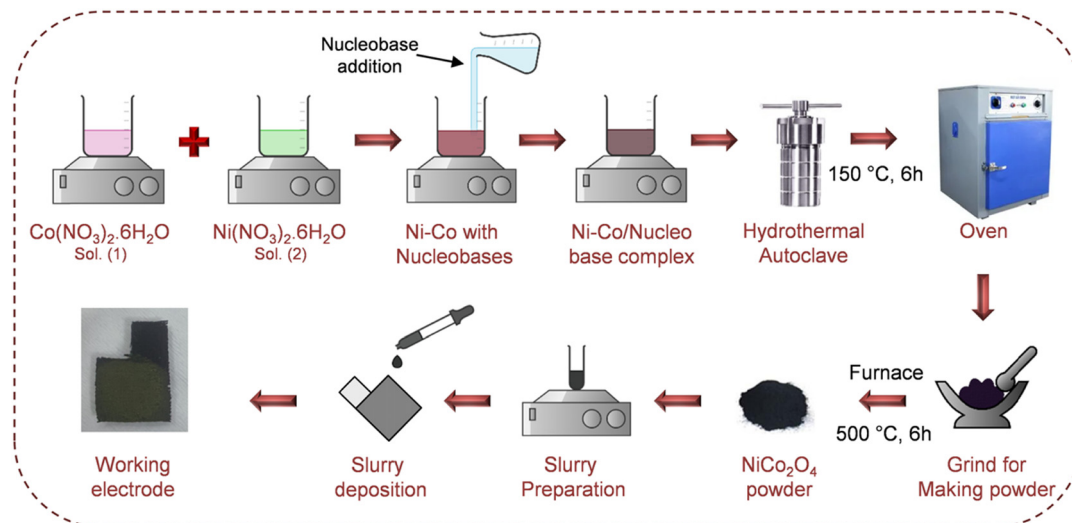 Nucleobase
addition
150 °C, 6h
Co(NO₃)₂.6H₂O
Sol. (1)
Ni(NO₃)₂.6H₂O
Sol. (2)
Ni-Co with
Nucleobases
Ni-Co/Nucleo
base complex
Hydrothermal
Autoclave
Oven
Furnace
500 °C, 6h
Working
electrode
Slurry
deposition
Slurry
Preparation
NiCo₂O₄
powder
Grind for
Making powder